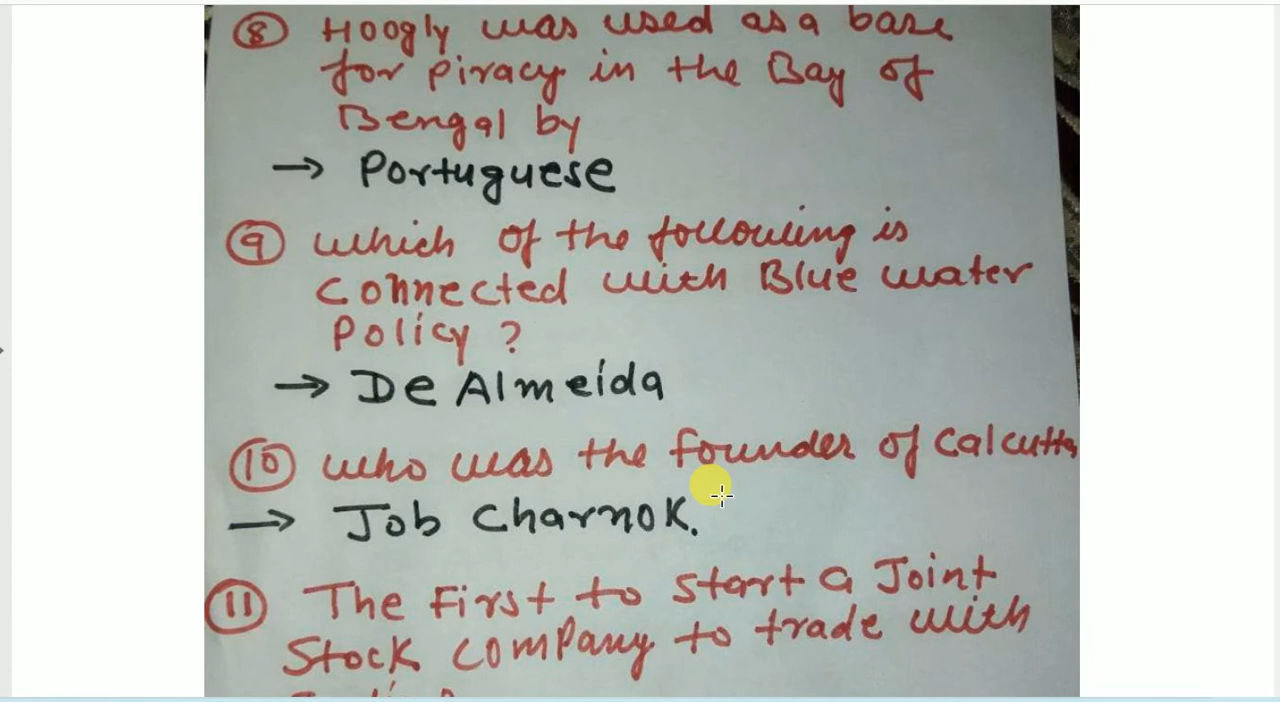 ⑧ Hoogly was used as a base
for piracy in the Bay of
Bengal by
→ Portuguese
⑨ which of the following is
connected with Blue water
Policy ?
→ De Almeida
⑩ who was the founder of Calcutta
→ Job Charnok.
⑪ The First to start a Joint
Stock company to trade with